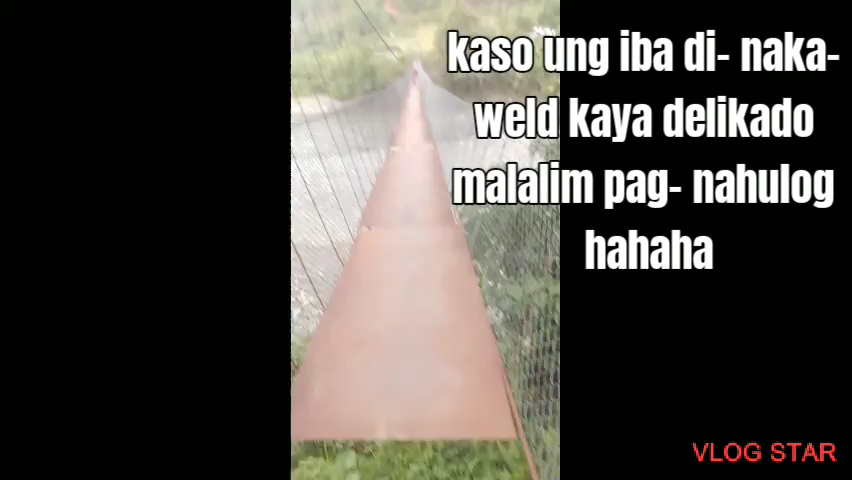 kaso ung iba di- naka-
weld kaya delikado
malalim pag- nahulog
hahaha
VLOG STAR